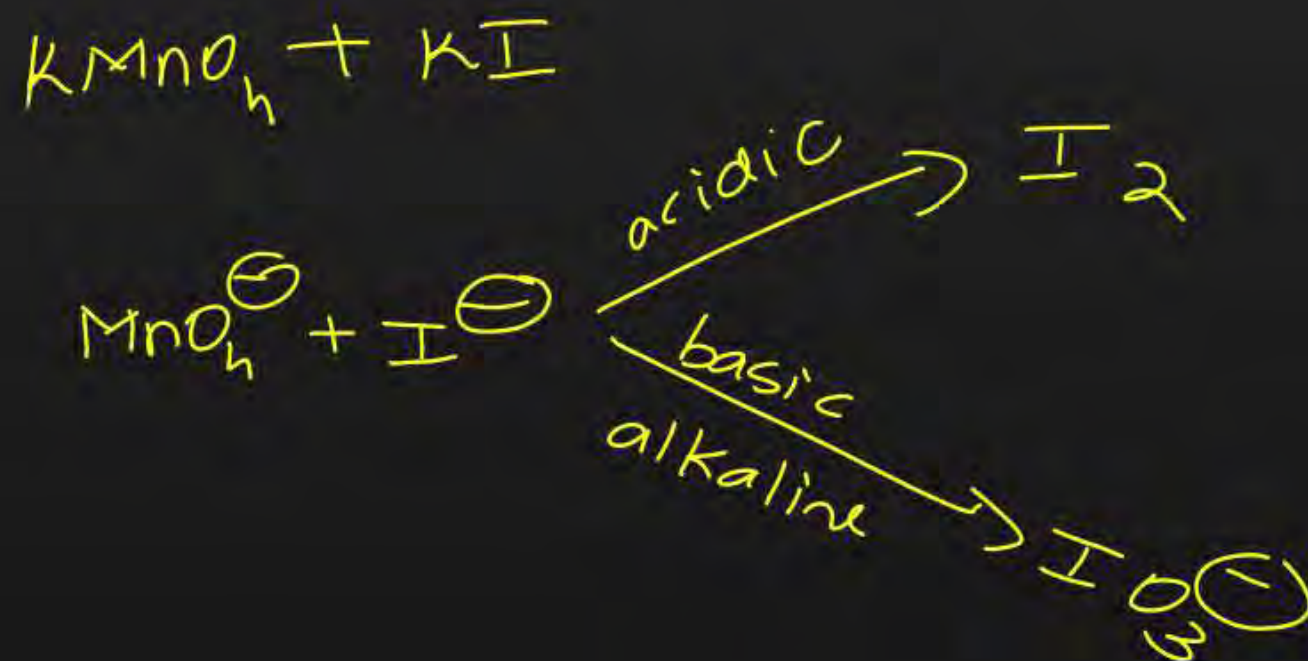 KMnO₄ + KI
acidic I₂
MnO₄⊖ + I⊖
basic
alkaline
IO₃⊖